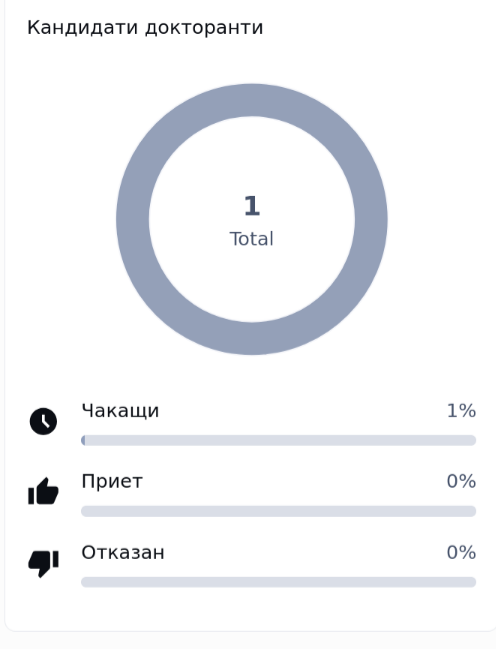 Кандидати докторанти
1
Total
Чакащи 1%
Приет 0%
Отказан 0%